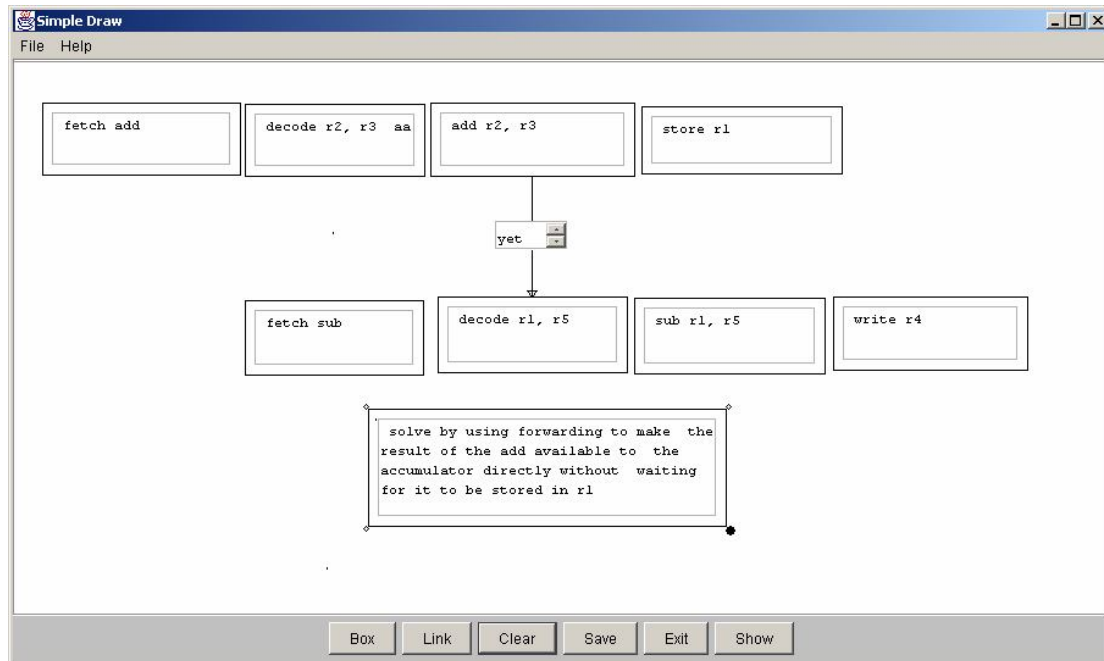 Simple Draw
File Help
fetch add
decode r2, r3 aa
add r2, r3
store r1
yet
fetch sub
decode r1, r5
sub r1, r5
write r4
solve by using forwarding to make the
result of the add available to the
accumulator directly without waiting
for it to be stored in r1
Box Link Clear Save Exit Show